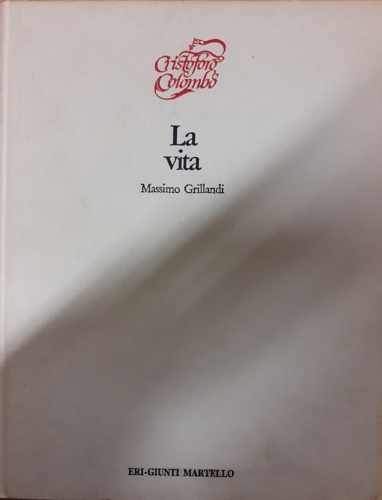 Cristoforo
Colombo
La
vita
Massimo Grillandi
ERI-GIUNTI MARTELLO